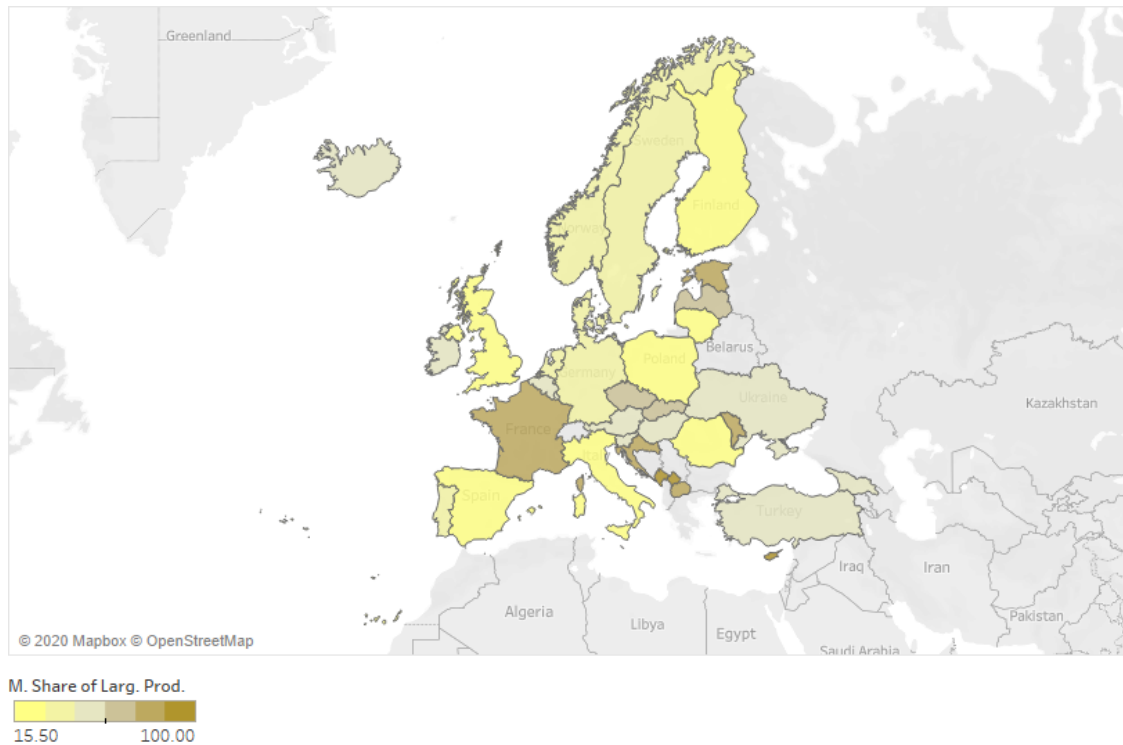 Greenland
Sweden
Finland
Norway
Belarus
Poland
Germany
Ukraine
Kazakhstan
France
Spain
Turkey
Iraq
Iran
Algeria
Libya
Egypt
Pakistan
Saudi Arabia
© 2020 Mapbox © OpenStreetMap
M. Share of Larg. Prod.
15.50 100.00